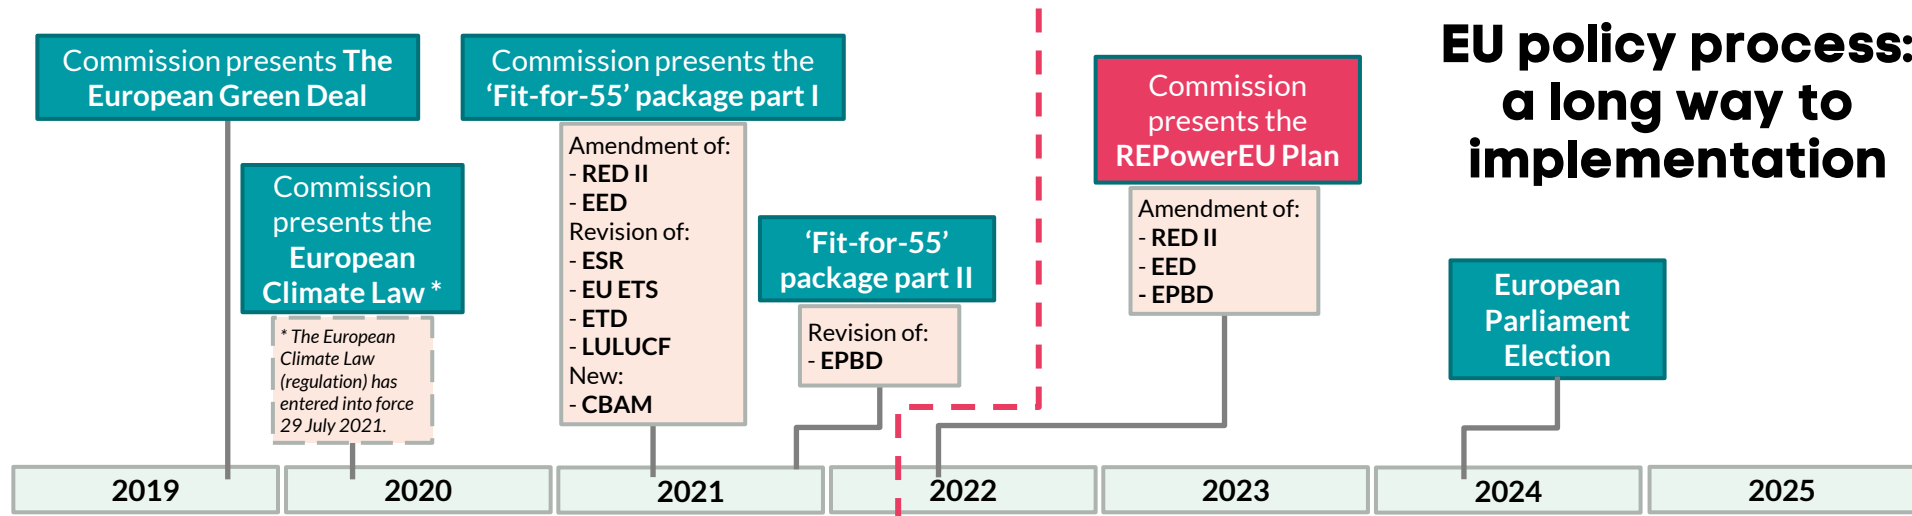 Commission presents The
European Green Deal
Commission
presents the
European
Climate Law *
* The European
Climate Law
(regulation) has
entered into force
29 July 2021.
Commission presents the
‘Fit-for-55’ package part I
Amendment of:
- RED II
- EED
Revision of:
- ESR
- EU ETS
- ETD
- LULUCF
New:
- CBAM
‘Fit-for-55’
package part II
Revision of:
- EPBD
Commission
presents the
REPowerEU Plan
Amendment of:
- RED II
- EED
- EPBD
EU policy process:
a long way to
implementation
European
Parliament
Election
2019
2020
2021
2022
2023
2024
2025